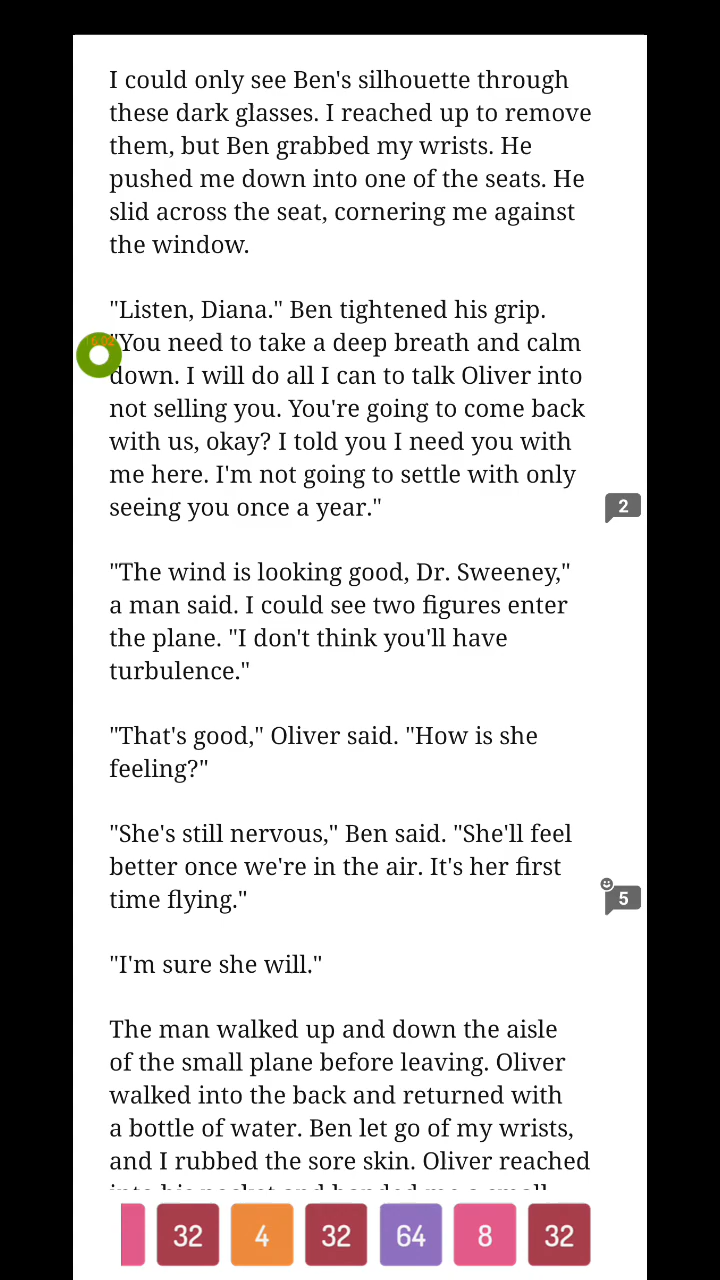 I could only see Ben's silhouette through
these dark glasses. I reached up to remove
them, but Ben grabbed my wrists. He
pushed me down into one of the seats. He
slid across the seat, cornering me against
the window.
"Listen, Diana." Ben tightened his grip.
"You need to take a deep breath and calm
down. I will do all I can to talk Oliver into
not selling you. You're going to come back
with us, okay? I told you I need you with
me here. I'm not going to settle with only
seeing you once a year."
2
"The wind is looking good, Dr. Sweeney,"
a man said. I could see two figures enter
the plane. "I don't think you'll have
turbulence."
"That's good," Oliver said. "How is she
feeling?"
"She's still nervous," Ben said. "She'll feel
better once we're in the air. It's her first
time flying."
5
"I'm sure she will."
The man walked up and down the aisle
of the small plane before leaving. Oliver
walked into the back and returned with
a bottle of water. Ben let go of my wrists,
and I rubbed the sore skin. Oliver reached
32 4 32 64 8 32